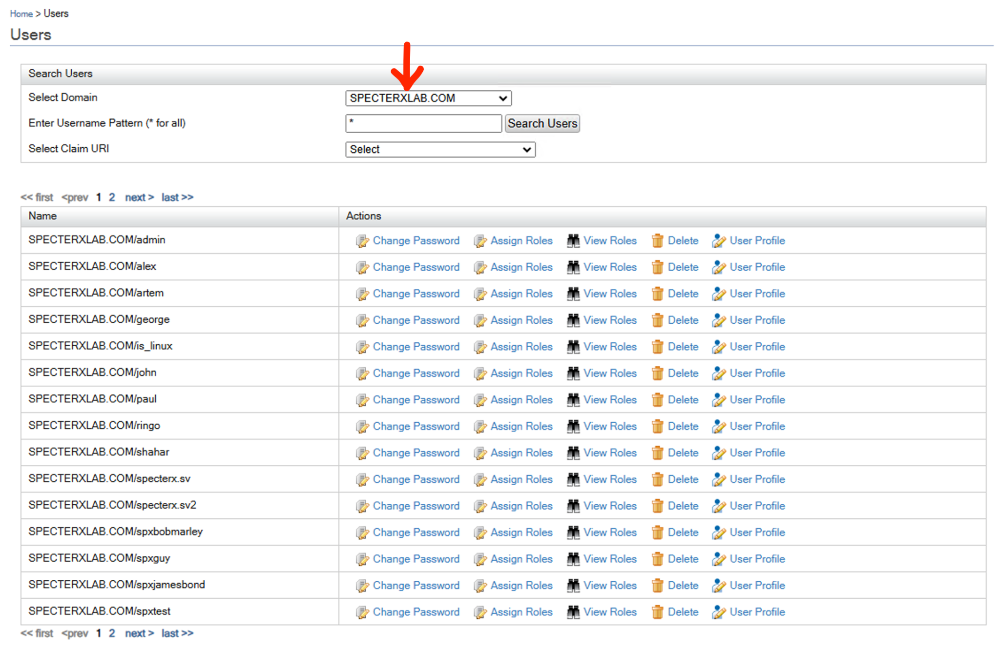 Home > Users
Users
Search Users
Select Domain SPECTERXLAB.COM
Enter Username Pattern (* for all) * Search Users
Select Claim URI Select
<< first <prev 1 2 next > last >>
Name Actions
SPECTERXLAB.COM/admin Change Password Assign Roles View Roles Delete User Profile
SPECTERXLAB.COM/alex Change Password Assign Roles View Roles Delete User Profile
SPECTERXLAB.COM/artem Change Password Assign Roles View Roles Delete User Profile
SPECTERXLAB.COM/george Change Password Assign Roles View Roles Delete User Profile
SPECTERXLAB.COM/is_linux Change Password Assign Roles View Roles Delete User Profile
SPECTERXLAB.COM/john Change Password Assign Roles View Roles Delete User Profile
SPECTERXLAB.COM/paul Change Password Assign Roles View Roles Delete User Profile
SPECTERXLAB.COM/ringo Change Password Assign Roles View Roles Delete User Profile
SPECTERXLAB.COM/shahar Change Password Assign Roles View Roles Delete User Profile
SPECTERXLAB.COM/specterx.sv Change Password Assign Roles View Roles Delete User Profile
SPECTERXLAB.COM/specterx.sv2 Change Password Assign Roles View Roles Delete User Profile
SPECTERXLAB.COM/spxbobmarley Change Password Assign Roles View Roles Delete User Profile
SPECTERXLAB.COM/spxguy Change Password Assign Roles View Roles Delete User Profile
SPECTERXLAB.COM/spxjamesbond Change Password Assign Roles View Roles Delete User Profile
SPECTERXLAB.COM/spxtest Change Password Assign Roles View Roles Delete User Profile
<< first <prev 1 2 next > last >>